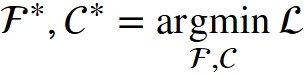 ℱ*, 𝒞* = argmin ℒ
ℱ, 𝒞